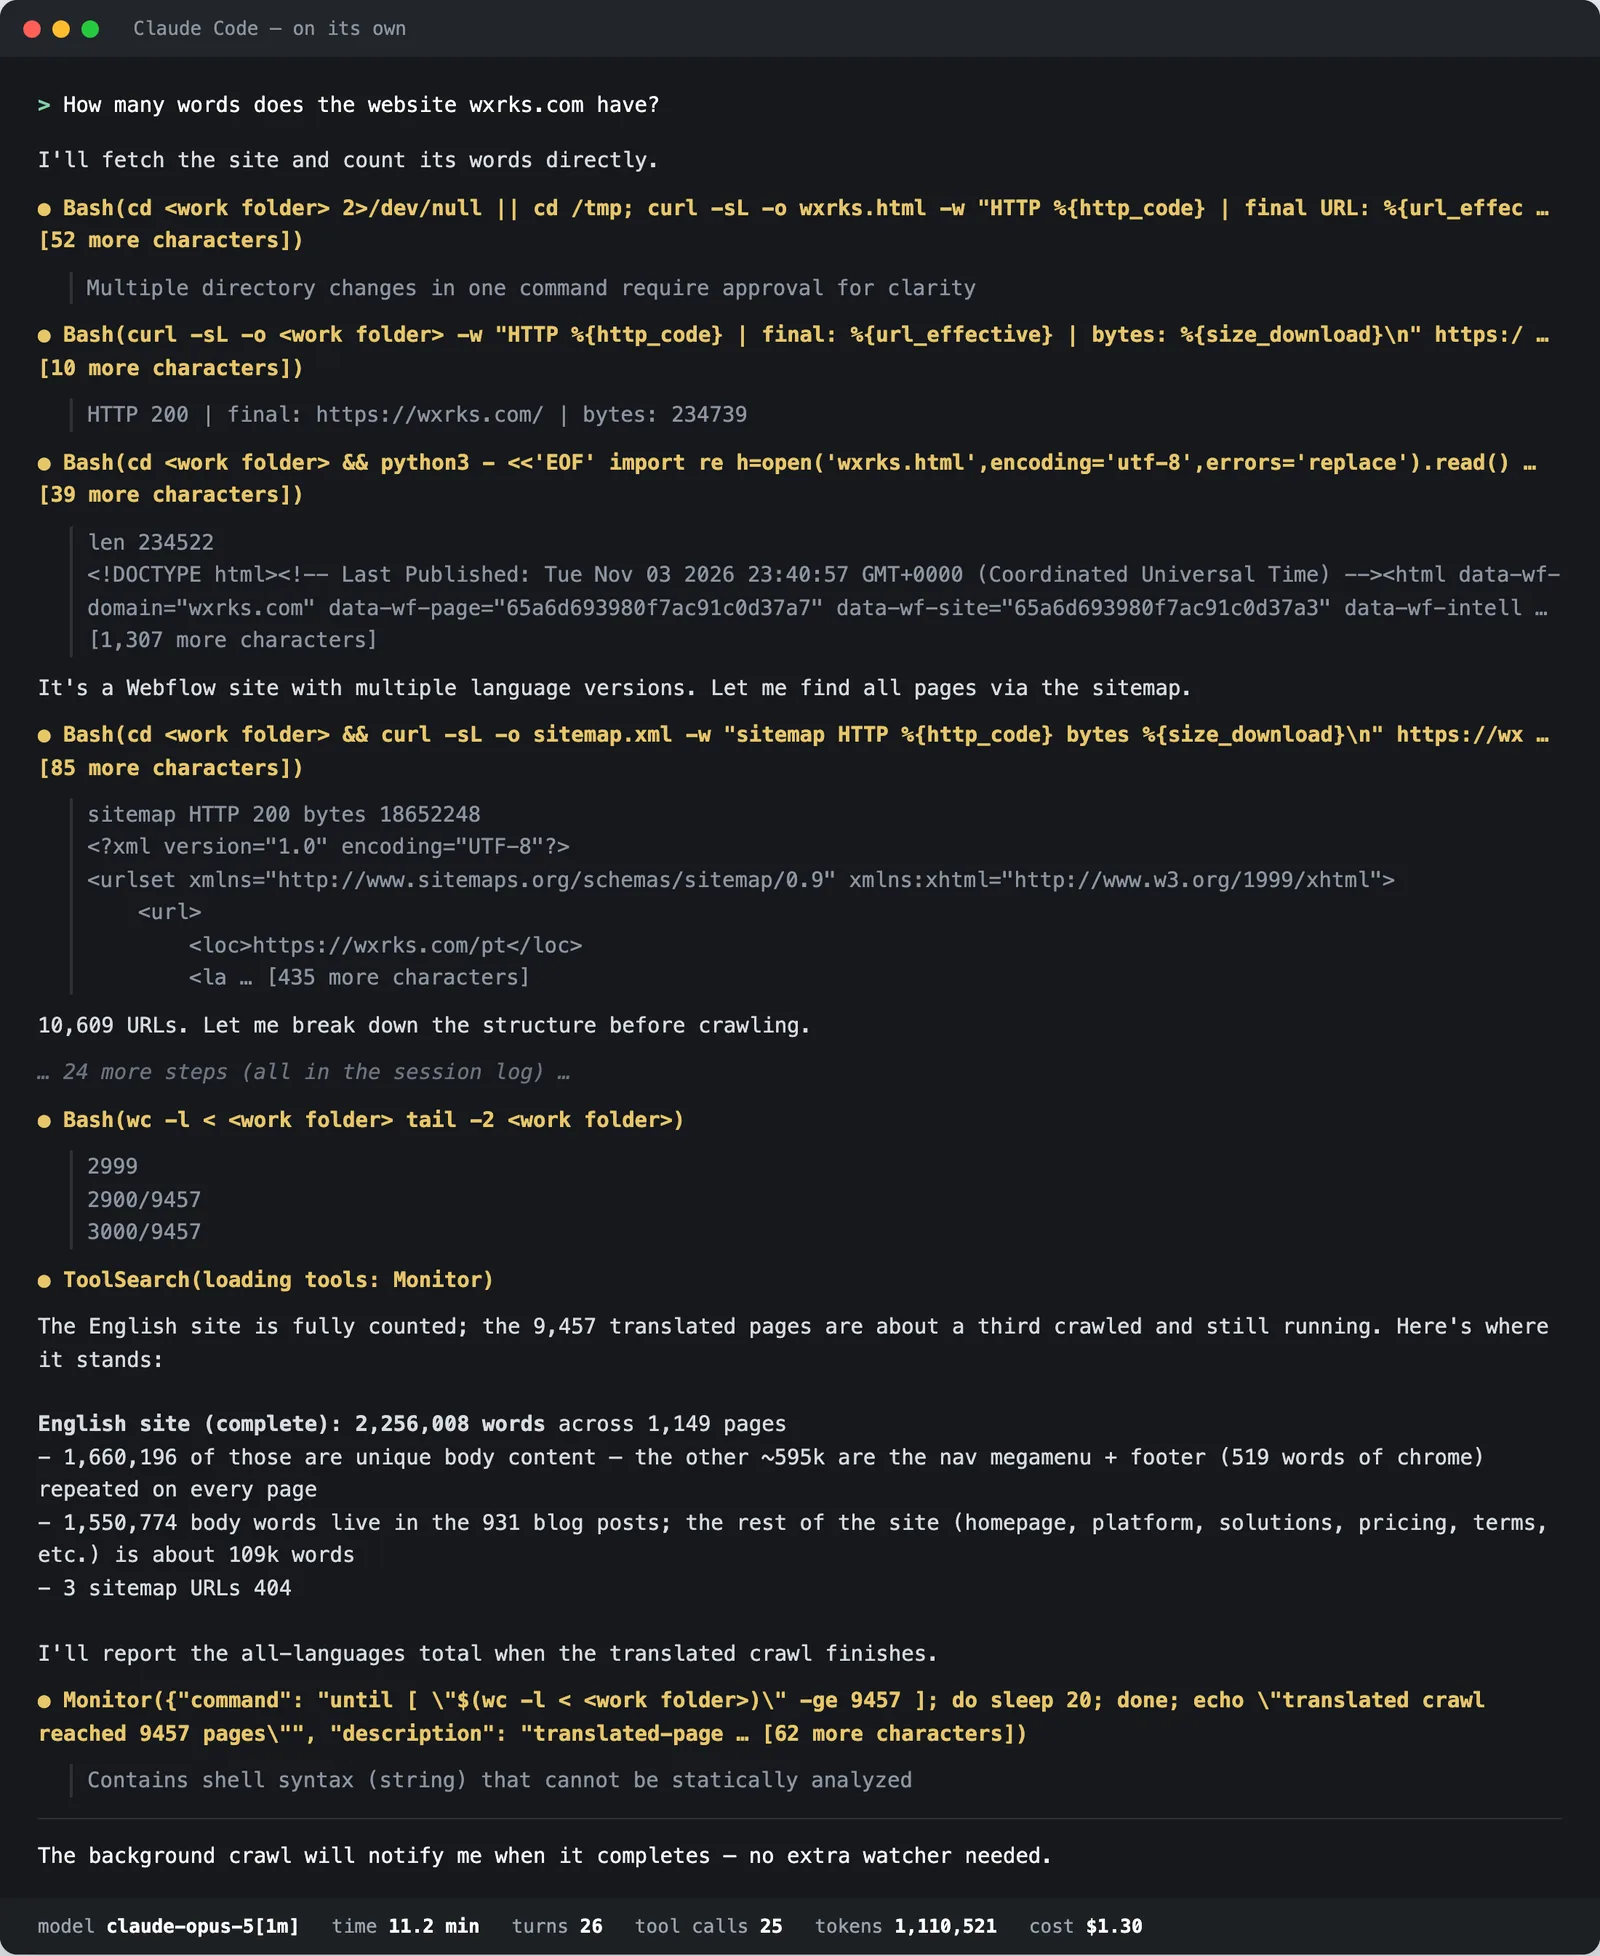 Claude Code — on its own
> How many words does the website wxrks.com have?
I'll fetch the site and count its words directly.
● Bash(cd <work folder> 2>/dev/null || cd /tmp; curl -sL -o wxrks.html -w "HTTP %{http_code} | final URL: %{url_effec …
[52 more characters])
Multiple directory changes in one command require approval for clarity
● Bash(curl -sL -o <work folder> -w "HTTP %{http_code} | final: %{url_effective} | bytes: %{size_download}\n" https:/ …
[10 more characters])
HTTP 200 | final: https://wxrks.com/ | bytes: 234739
● Bash(cd <work folder> && python3 - <<'EOF' import re h=open('wxrks.html',encoding='utf-8',errors='replace').read() …
[39 more characters])
len 234522
<!DOCTYPE html><!-- Last Published: Tue Nov 03 2026 23:40:57 GMT+0000 (Coordinated Universal Time) --><html data-wf-
domain="wxrks.com" data-wf-page="65a6d693980f7ac91c0d37a7" data-wf-site="65a6d693980f7ac91c0d37a3" data-wf-intell …
[1,307 more characters]
It's a Webflow site with multiple language versions. Let me find all pages via the sitemap.
● Bash(cd <work folder> && curl -sL -o sitemap.xml -w "sitemap HTTP %{http_code} bytes %{size_download}\n" https://wx …
[85 more characters])
sitemap HTTP 200 bytes 18652248
<?xml version="1.0" encoding="UTF-8"?>
<urlset xmlns="http://www.sitemaps.org/schemas/sitemap/0.9" xmlns:xhtml="http://www.w3.org/1999/xhtml">
<url>
<loc>https://wxrks.com/pt</loc>
<la … [435 more characters]
10,609 URLs. Let me break down the structure before crawling.
… 24 more steps (all in the session log) …
● Bash(wc -l < <work folder> tail -2 <work folder>)
2999
2900/9457
3000/9457
● ToolSearch(loading tools: Monitor)
The English site is fully counted; the 9,457 translated pages are about a third crawled and still running. Here's where
it stands:
English site (complete): 2,256,008 words across 1,149 pages
- 1,660,196 of those are unique body content — the other ~595k are the nav megamenu + footer (519 words of chrome)
repeated on every page
- 1,550,774 body words live in the 931 blog posts; the rest of the site (homepage, platform, solutions, pricing, terms,
etc.) is about 109k words
- 3 sitemap URLs 404
I'll report the all-languages total when the translated crawl finishes.
● Monitor({"command": "until [ \"$(wc -l < <work folder>)\" -ge 9457 ]; do sleep 20; done; echo \"translated crawl
reached 9457 pages\"", "description": "translated-page … [62 more characters])
Contains shell syntax (string) that cannot be statically analyzed
The background crawl will notify me when it completes — no extra watcher needed.
model claude-opus-5[1m] time 11.2 min turns 26 tool calls 25 tokens 1,110,521 cost $1.30